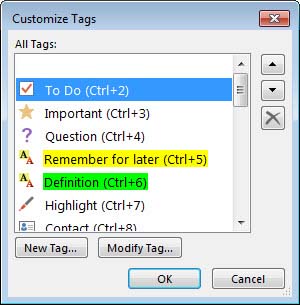 Customize Tags
All Tags:
To Do (Ctrl+2)
Important (Ctrl+3)
Question (Ctrl+4)
Remember for later (Ctrl+5)
Definition (Ctrl+6)
Highlight (Ctrl+7)
Contact (Ctrl+8)
New Tag...
Modify Tag...
OK
Cancel